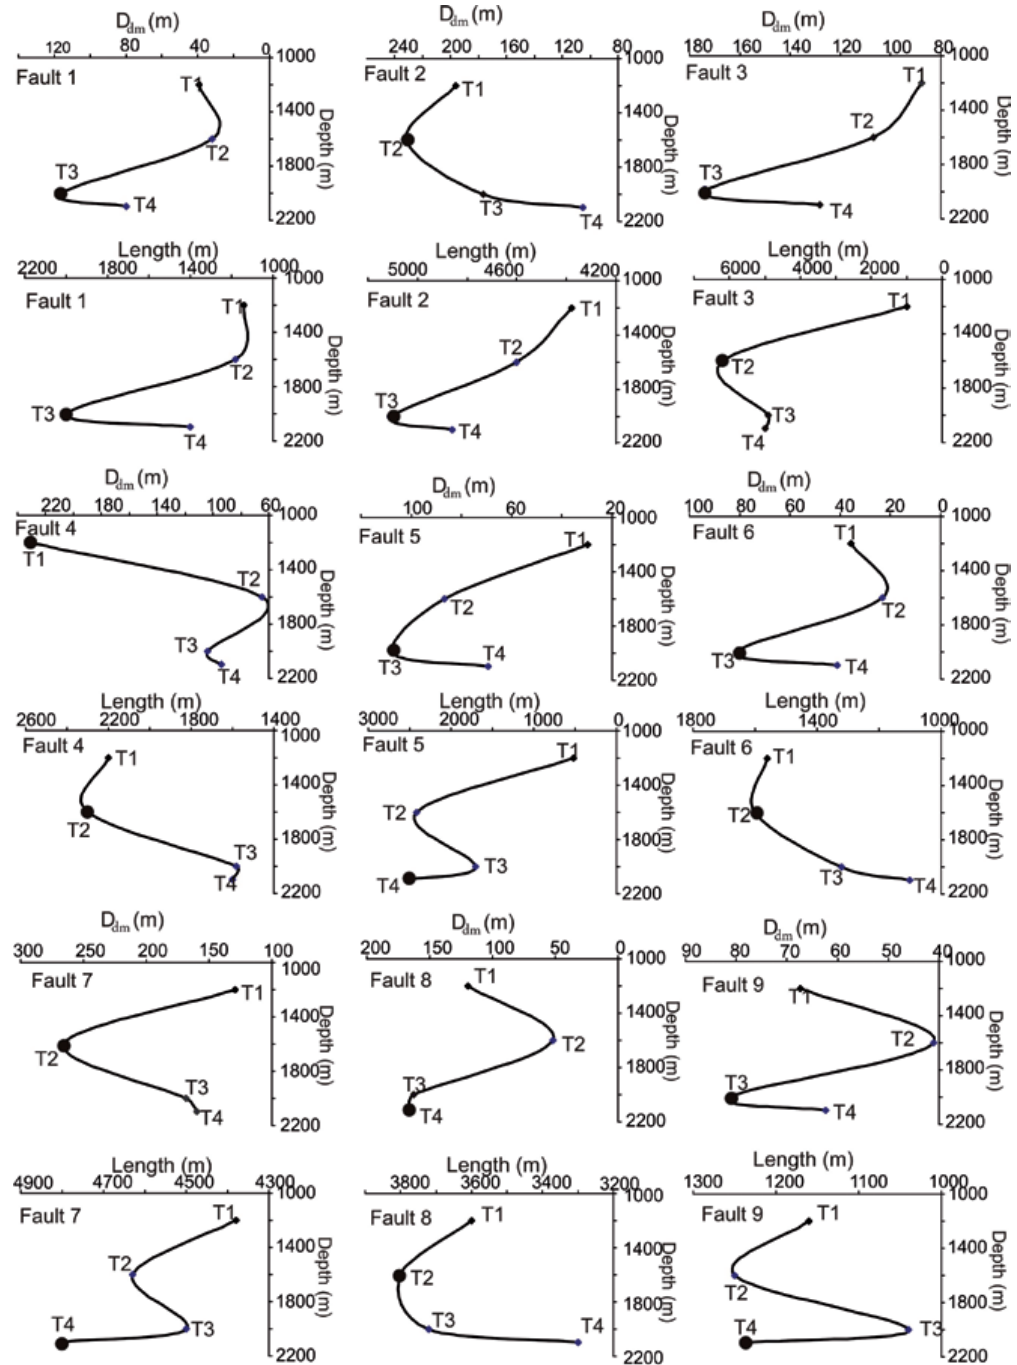 D_dm (m) D_dm (m) D_dm (m)
120 80 40 0 1000 240 200 160 120 80 1000 180 160 140 120 100 80 1000
Fault 1 T1 Fault 2 T1 Fault 3 T1
1400 1400 1400
T2 T2 T2
Depth (m) Depth (m) Depth (m)
T3 1800 1800 T3 1800
T4 T3 T4
2200 T4 2200 2200
Length (m) Length (m) Length (m)
2200 1800 1400 1000 1000 5000 4600 4200 1000 6000 4000 2000 0 1000
Fault 1 T1 Fault 2 T1 Fault 3 T1
1400 1400 1400
T2 T2 T2
Depth (m) Depth (m) Depth (m)
1800 1800 1800
T3 T3 T3
T4 2200 T4 2200 T4 2200
D_dm (m) D_dm (m) D_dm (m)
220 180 140 100 60 1000 100 60 20 1000 100 80 60 40 20 0 1000
Fault 4 Fault 5 T1 Fault 6 T1
T1 1400 1400 1400
T2 T2 T2
Depth (m) Depth (m) Depth (m)
T3 1800 1800 1800
T4 T3 T4 T3 T4
2200 2200 2200
Length (m) Length (m) Length (m)
2600 2200 1800 1400 1000 3000 2000 1000 0 1000 1800 1400 1000 1000
Fault 4 T1 Fault 5 T1 Fault 6 T1
1400 1400 1400
T2 T2 T2
Depth (m) Depth (m) Depth (m)
1800 1800 1800
T3 T3 T3
T4 2200 T4 2200 T4 2200
D_dm (m) D_dm (m) D_dm (m)
300 250 200 150 100 1000 200 150 100 50 0 1000 90 80 70 60 50 40 1000
Fault 7 T1 Fault 8 T1 Fault 9 T1
1400 1400 1400
T2 T2 T2
Depth (m) Depth (m) Depth (m)
T3 1800 T3 1800 T3 1800
T4 2200 T4 2200 T4 2200
Length (m) Length (m) Length (m)
4900 4700 4500 4300 1000 3800 3600 3400 3200 1000 1300 1200 1100 1000 1000
Fault 7 T1 Fault 8 T1 Fault 9 T1
1400 1400 1400
T2 T2 T2
Depth (m) Depth (m) Depth (m)
1800 1800 1800
T4 T3 T3 T4 T4 T3
2200 2200 2200